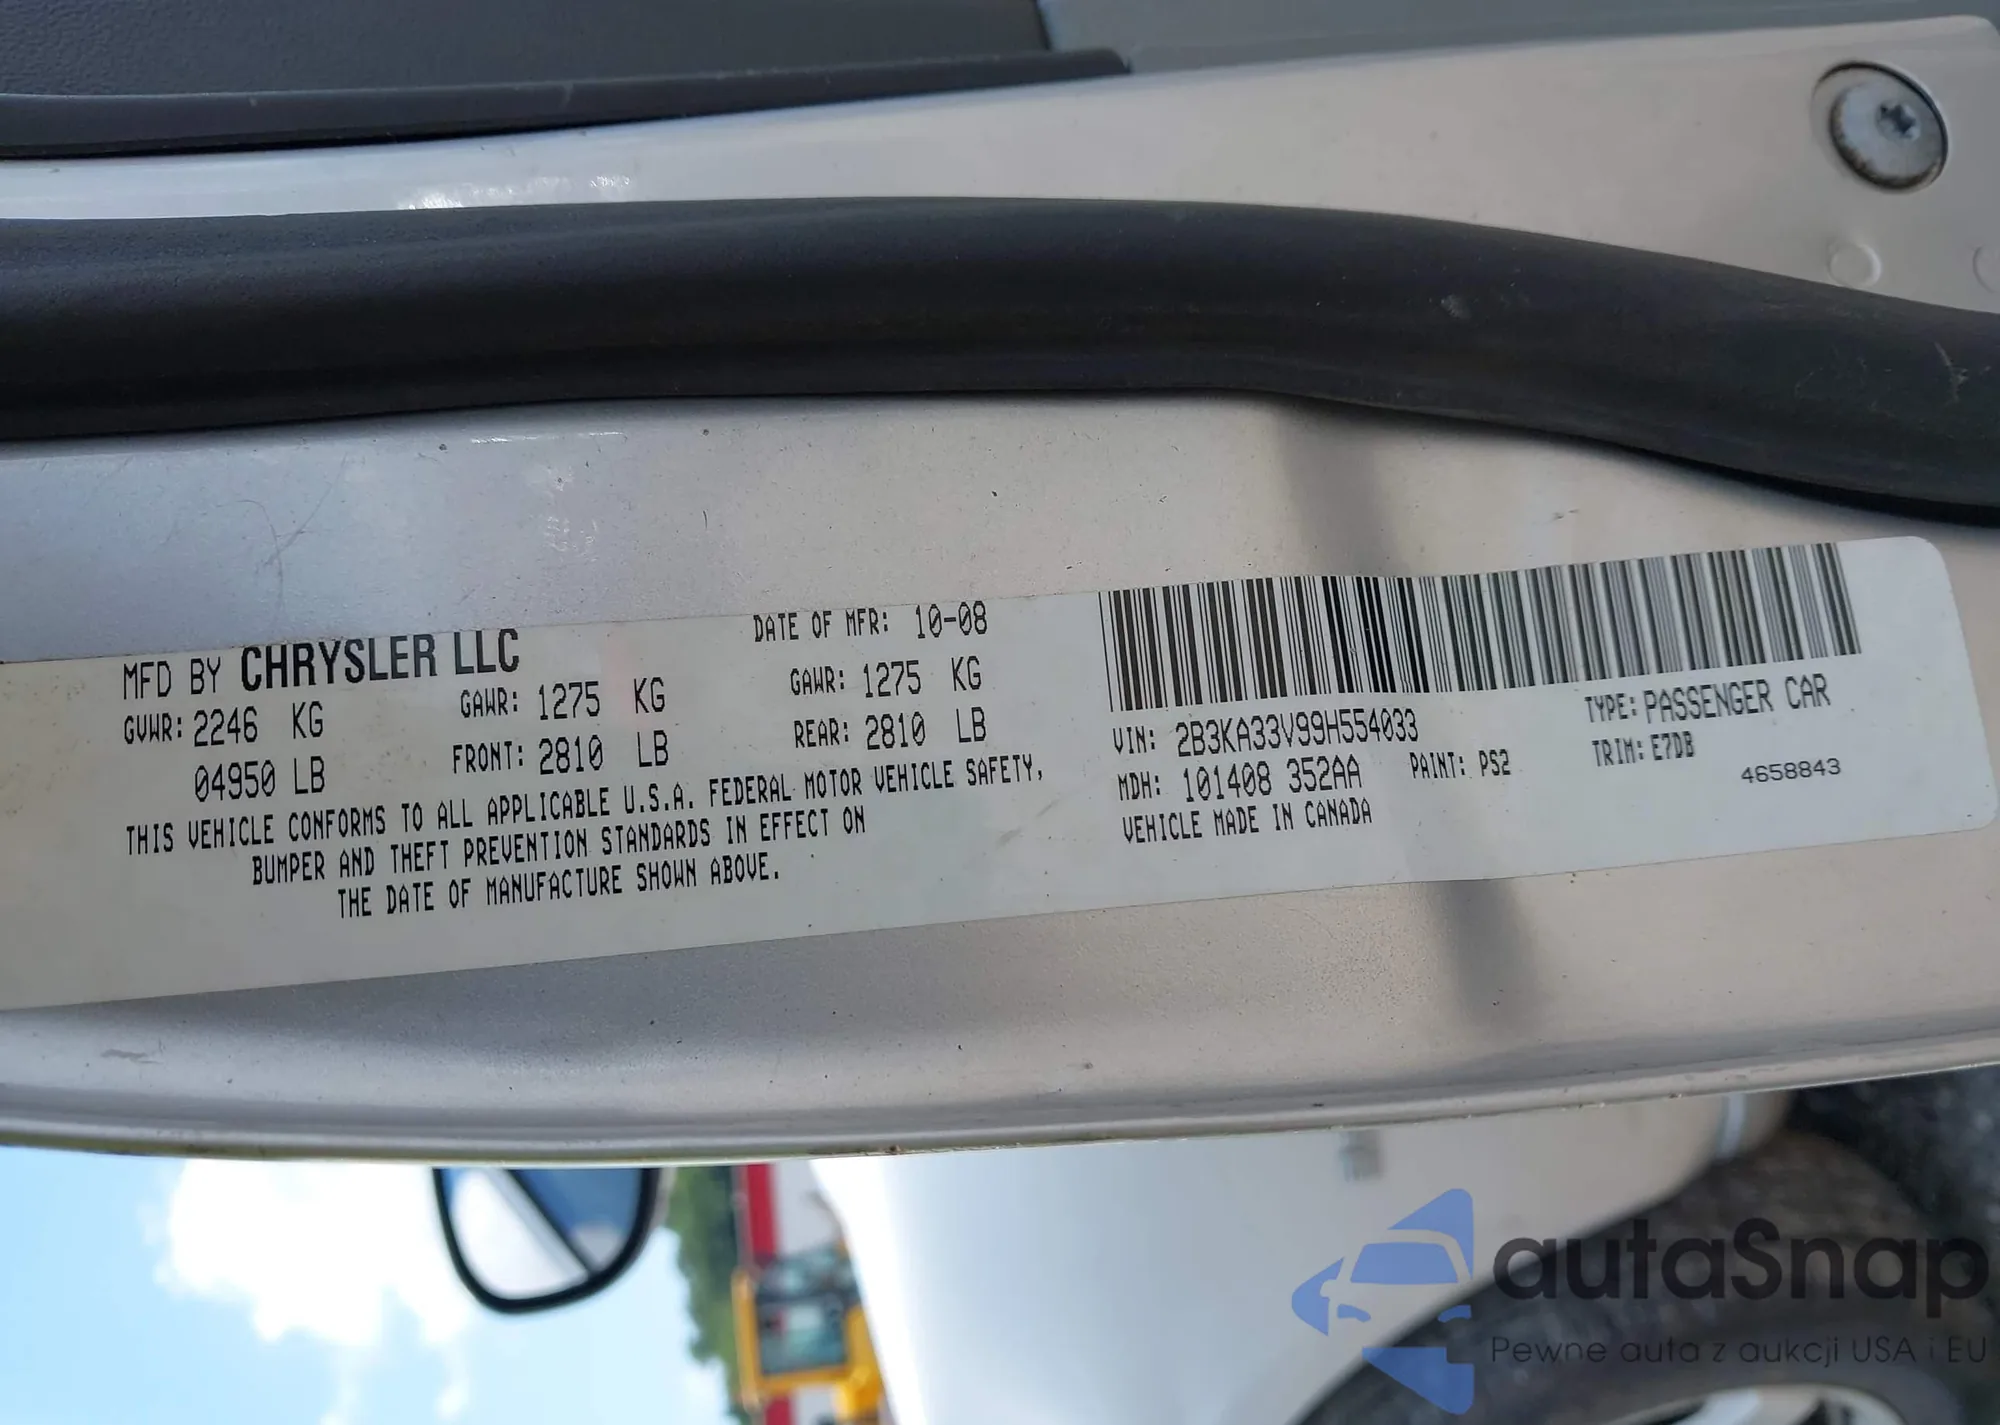 MFD BY CHRYSLER LLC
DATE OF MFR: 10-08
GVWR: 2246 KG
04950 LB
GAWR: 1275 KG
FRONT: 2810 LB
GAWR: 1275 KG
REAR: 2810 LB
THIS VEHICLE CONFORMS TO ALL APPLICABLE U.S.A. FEDERAL MOTOR VEHICLE SAFETY,
BUMPER AND THEFT PREVENTION STANDARDS IN EFFECT ON
THE DATE OF MANUFACTURE SHOWN ABOVE.
VIN: 2B3KA33V99H554033
TYPE: PASSENGER CAR
MDH: 101408 352AA
PAINT: PS2
TRIM: E7DB
4658843
VEHICLE MADE IN CANADA
autaSnap
Pewne auta z aukcji USA i EU